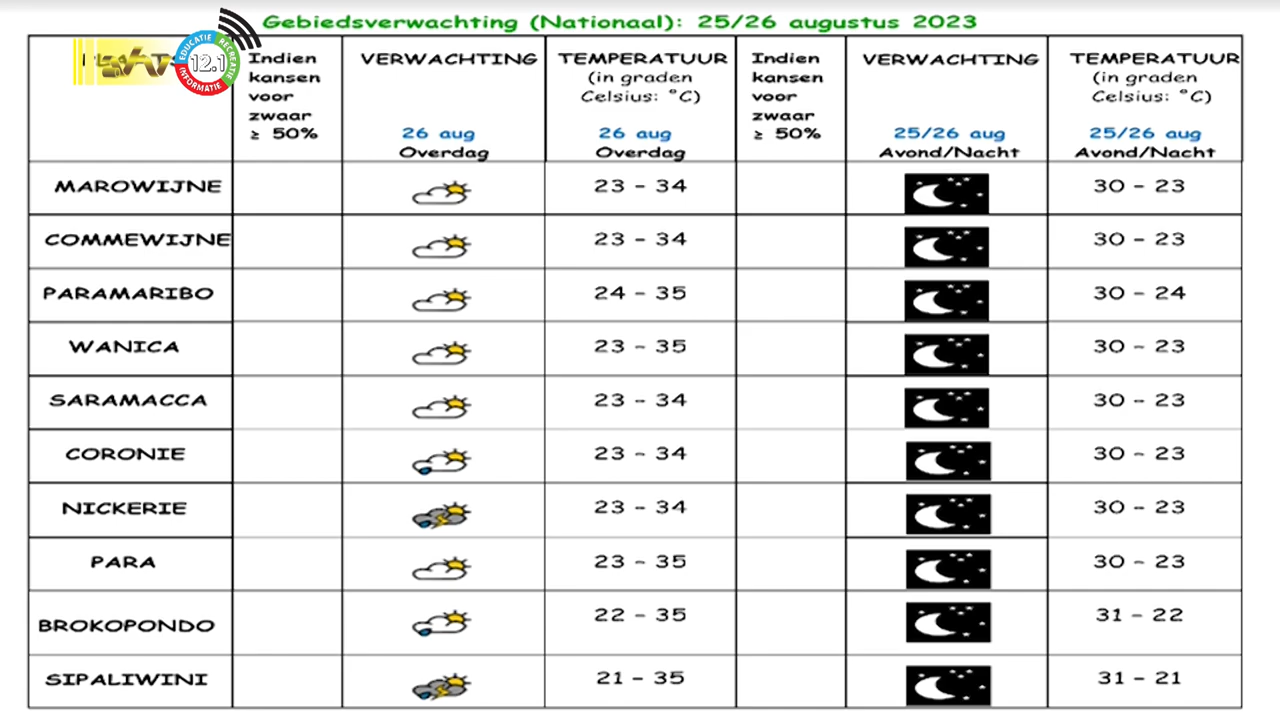 Gebiedsverwachting (Nationaal): 25/26 augustus 2023
EDUCATIE RECREATIE INFORMATIE 12.1
Indien kansen voor zwaar ≥ 50%
VERWACHTING 26 aug Overdag
TEMPERATUUR (in graden Celsius: °C) 26 aug Overdag
Indien kansen voor zwaar ≥ 50%
VERWACHTING 25/26 aug Avond/Nacht
TEMPERATUUR (in graden Celsius: °C) 25/26 aug Avond/Nacht
MAROWIJNE 23 - 34 30 - 23
COMMEWIJNE 23 - 34 30 - 23
PARAMARIBO 24 - 35 30 - 24
WANICA 23 - 35 30 - 23
SARAMACCA 23 - 34 30 - 23
CORONIE 23 - 34 30 - 23
NICKERIE 23 - 34 30 - 23
PARA 23 - 35 30 - 23
BROKOPONDO 22 - 35 31 - 22
SIPALIWINI 21 - 35 31 - 21